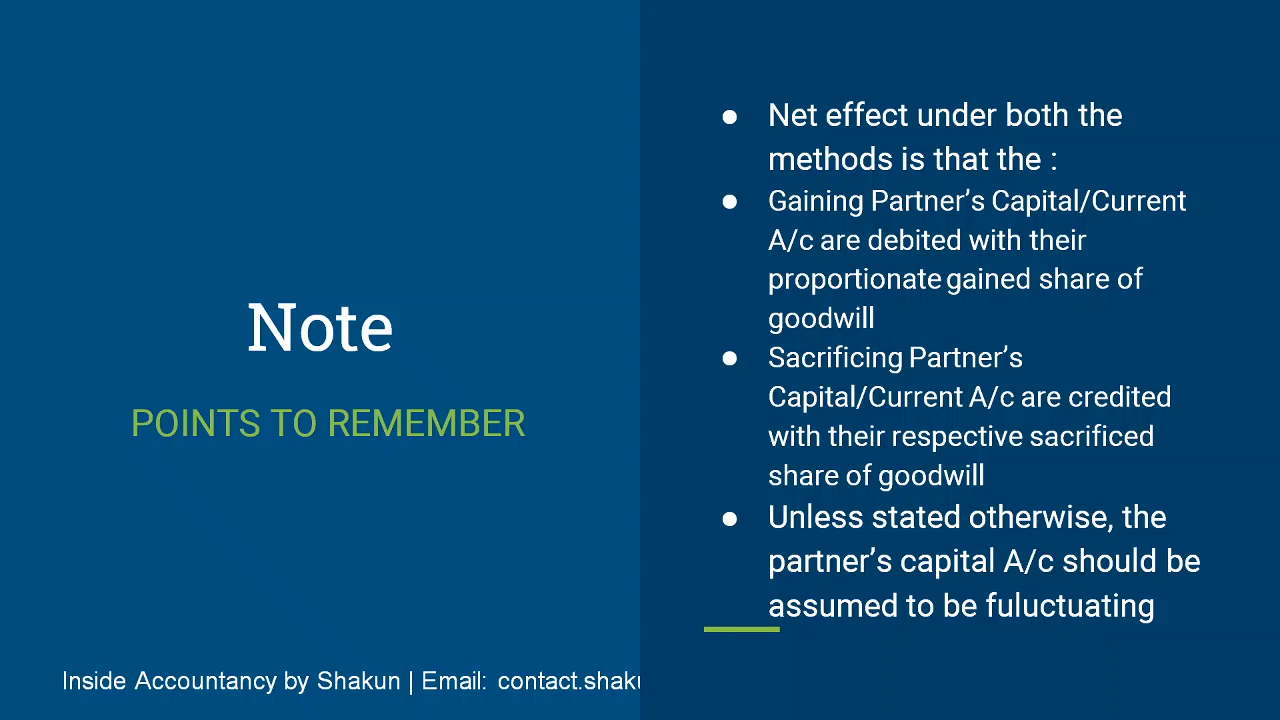 Note
POINTS TO REMEMBER
● Net effect under both the
methods is that the :
● Gaining Partner’s Capital/Current
A/c are debited with their
proportionate gained share of
goodwill
● Sacrificing Partner’s
Capital/Current A/c are credited
with their respective sacrificed
share of goodwill
● Unless stated otherwise, the
partner’s capital A/c should be
assumed to be fuluctuating
Inside Accountancy by Shakun | Email: